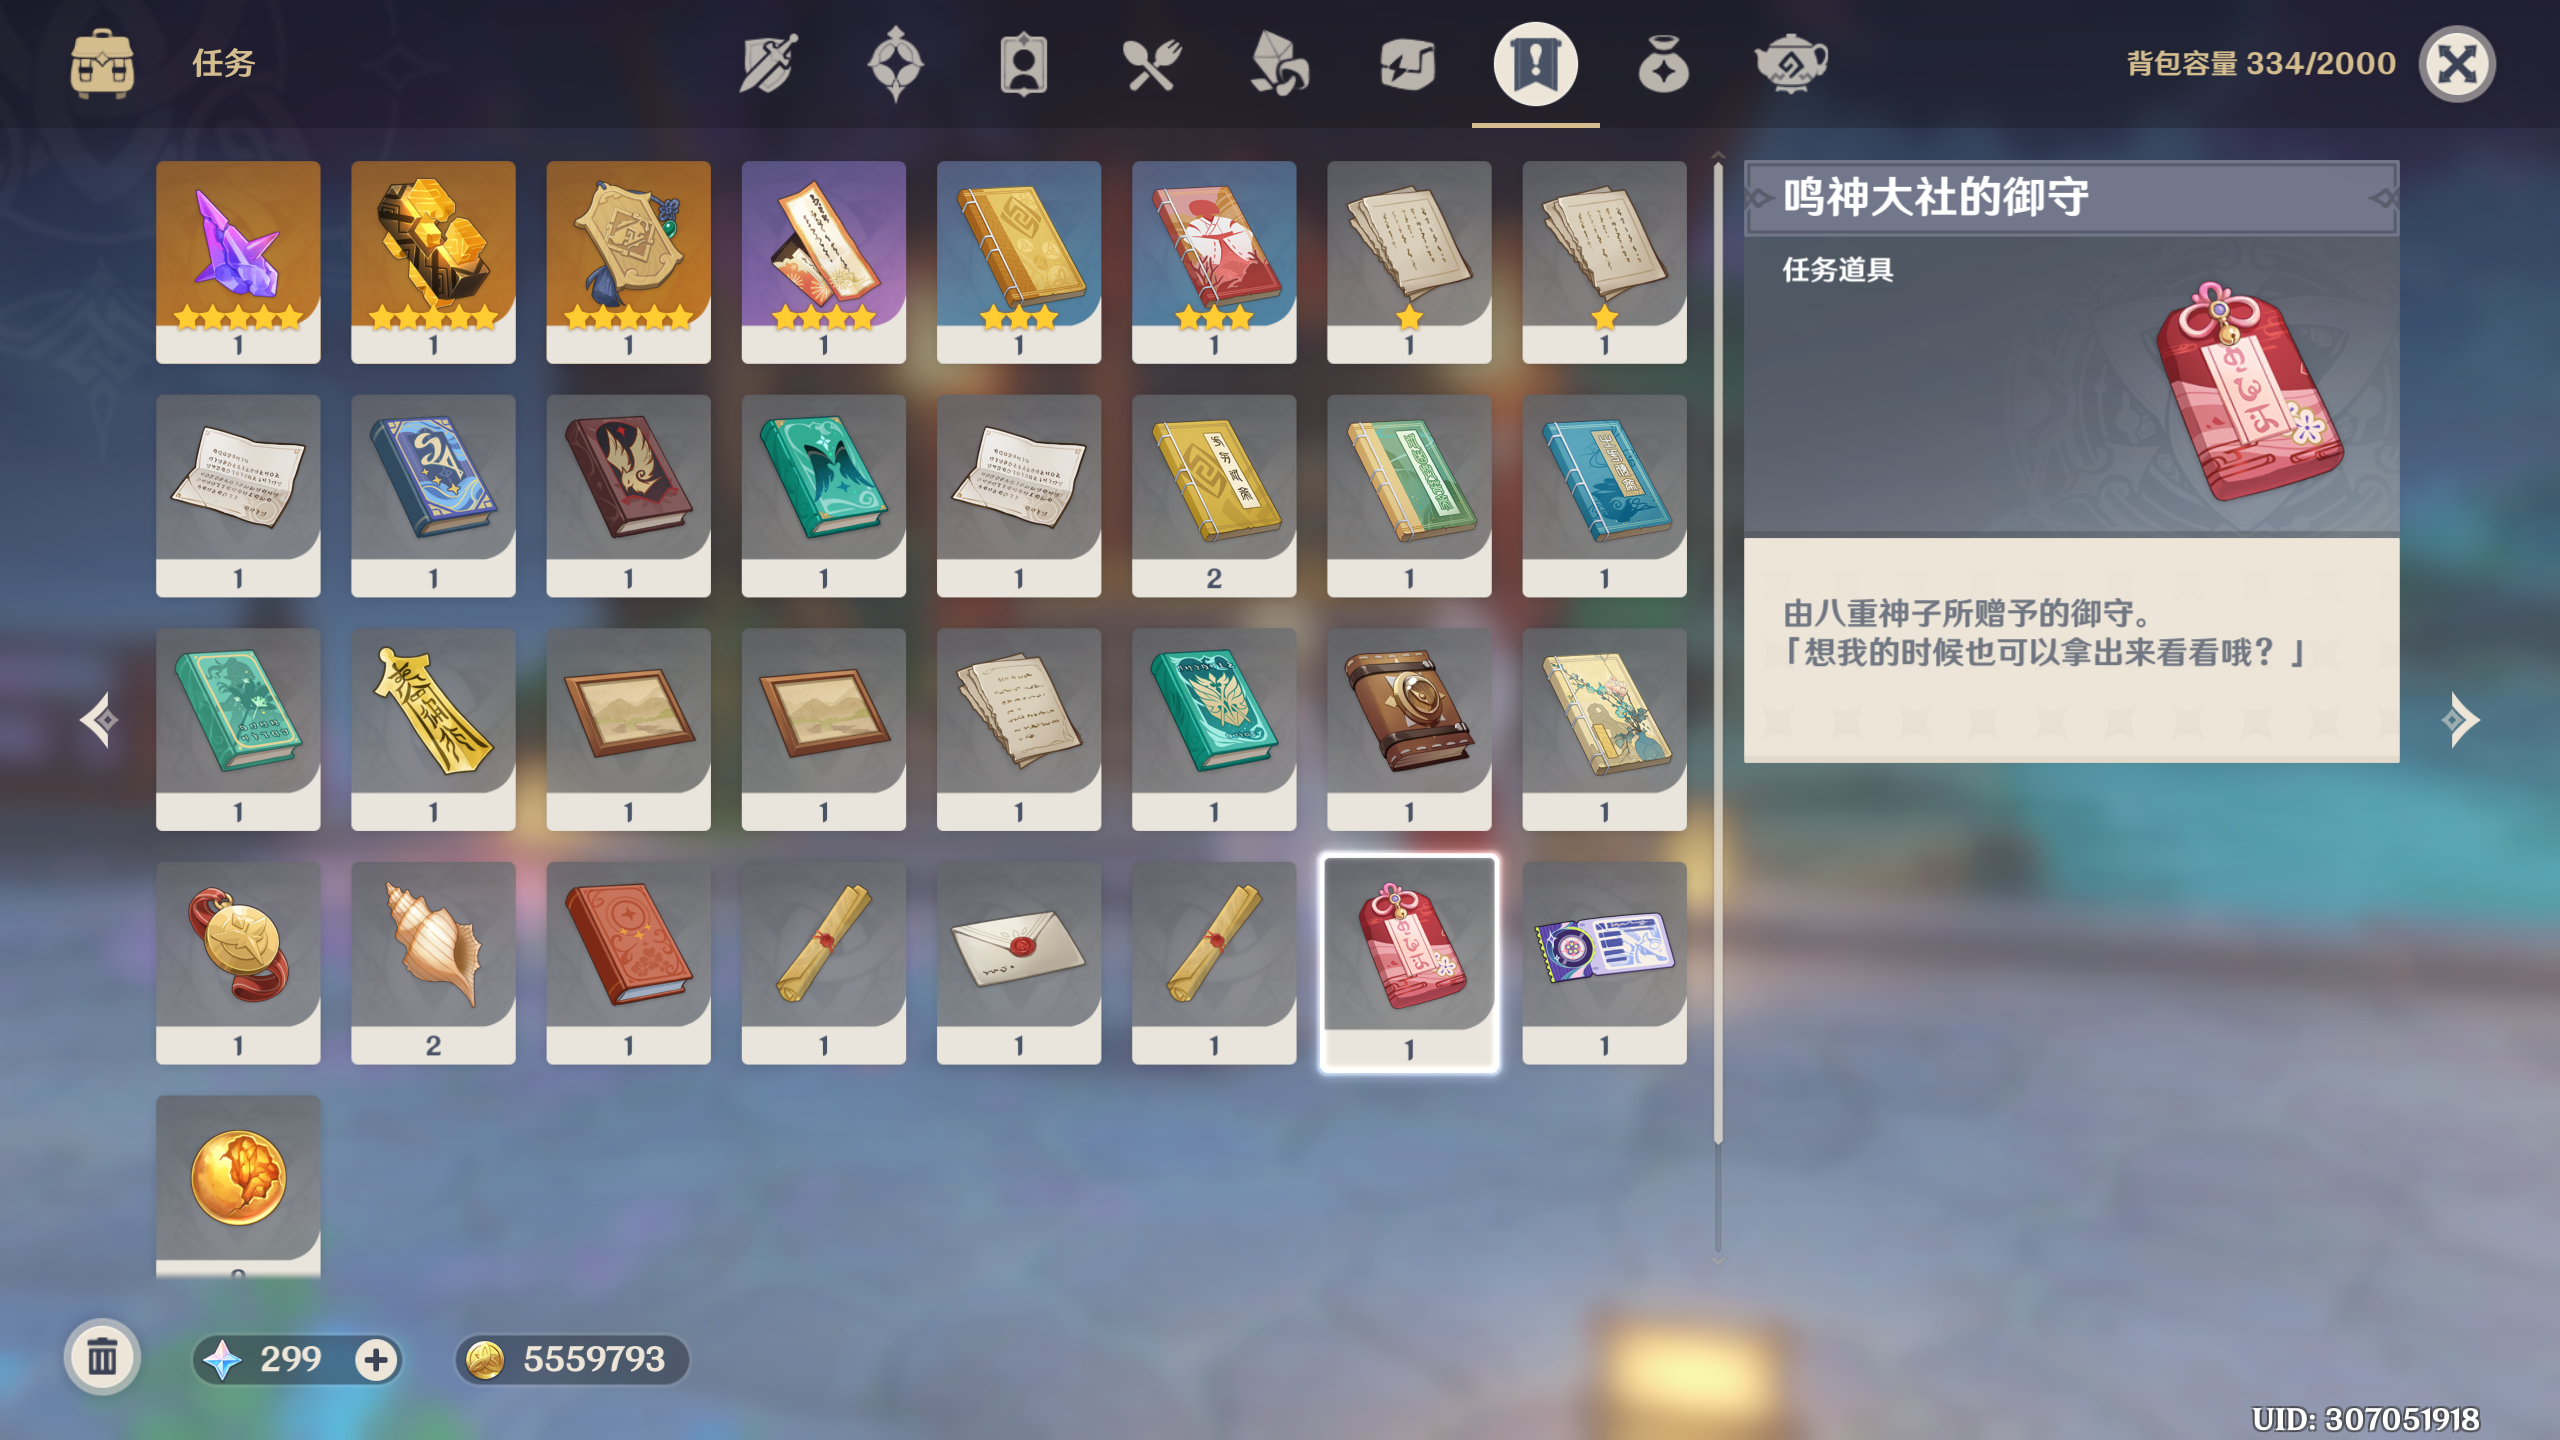 任务
背包容量 334/2000
1 1 1 1 1 1 1 1
1 1 1 1 1 2 1 1
1 1 1 1 1 1 1 1
1 2 1 1 1 1 1 1
鸣神大社的御守
任务道具
由八重神子所赠予的御守。
「想我的时候也可以拿出来看看哦？」
299
5559793
UID: 307051918